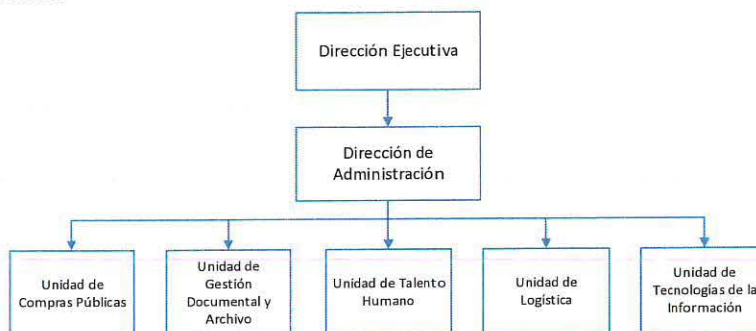 Dirección Ejecutiva
Dirección de
Administración
Unidad de
Compras Públicas
Unidad de
Gestión
Documental y
Archivo
Unidad de Talento
Humano
Unidad de
Logística
Unidad de
Tecnologías de la
Información